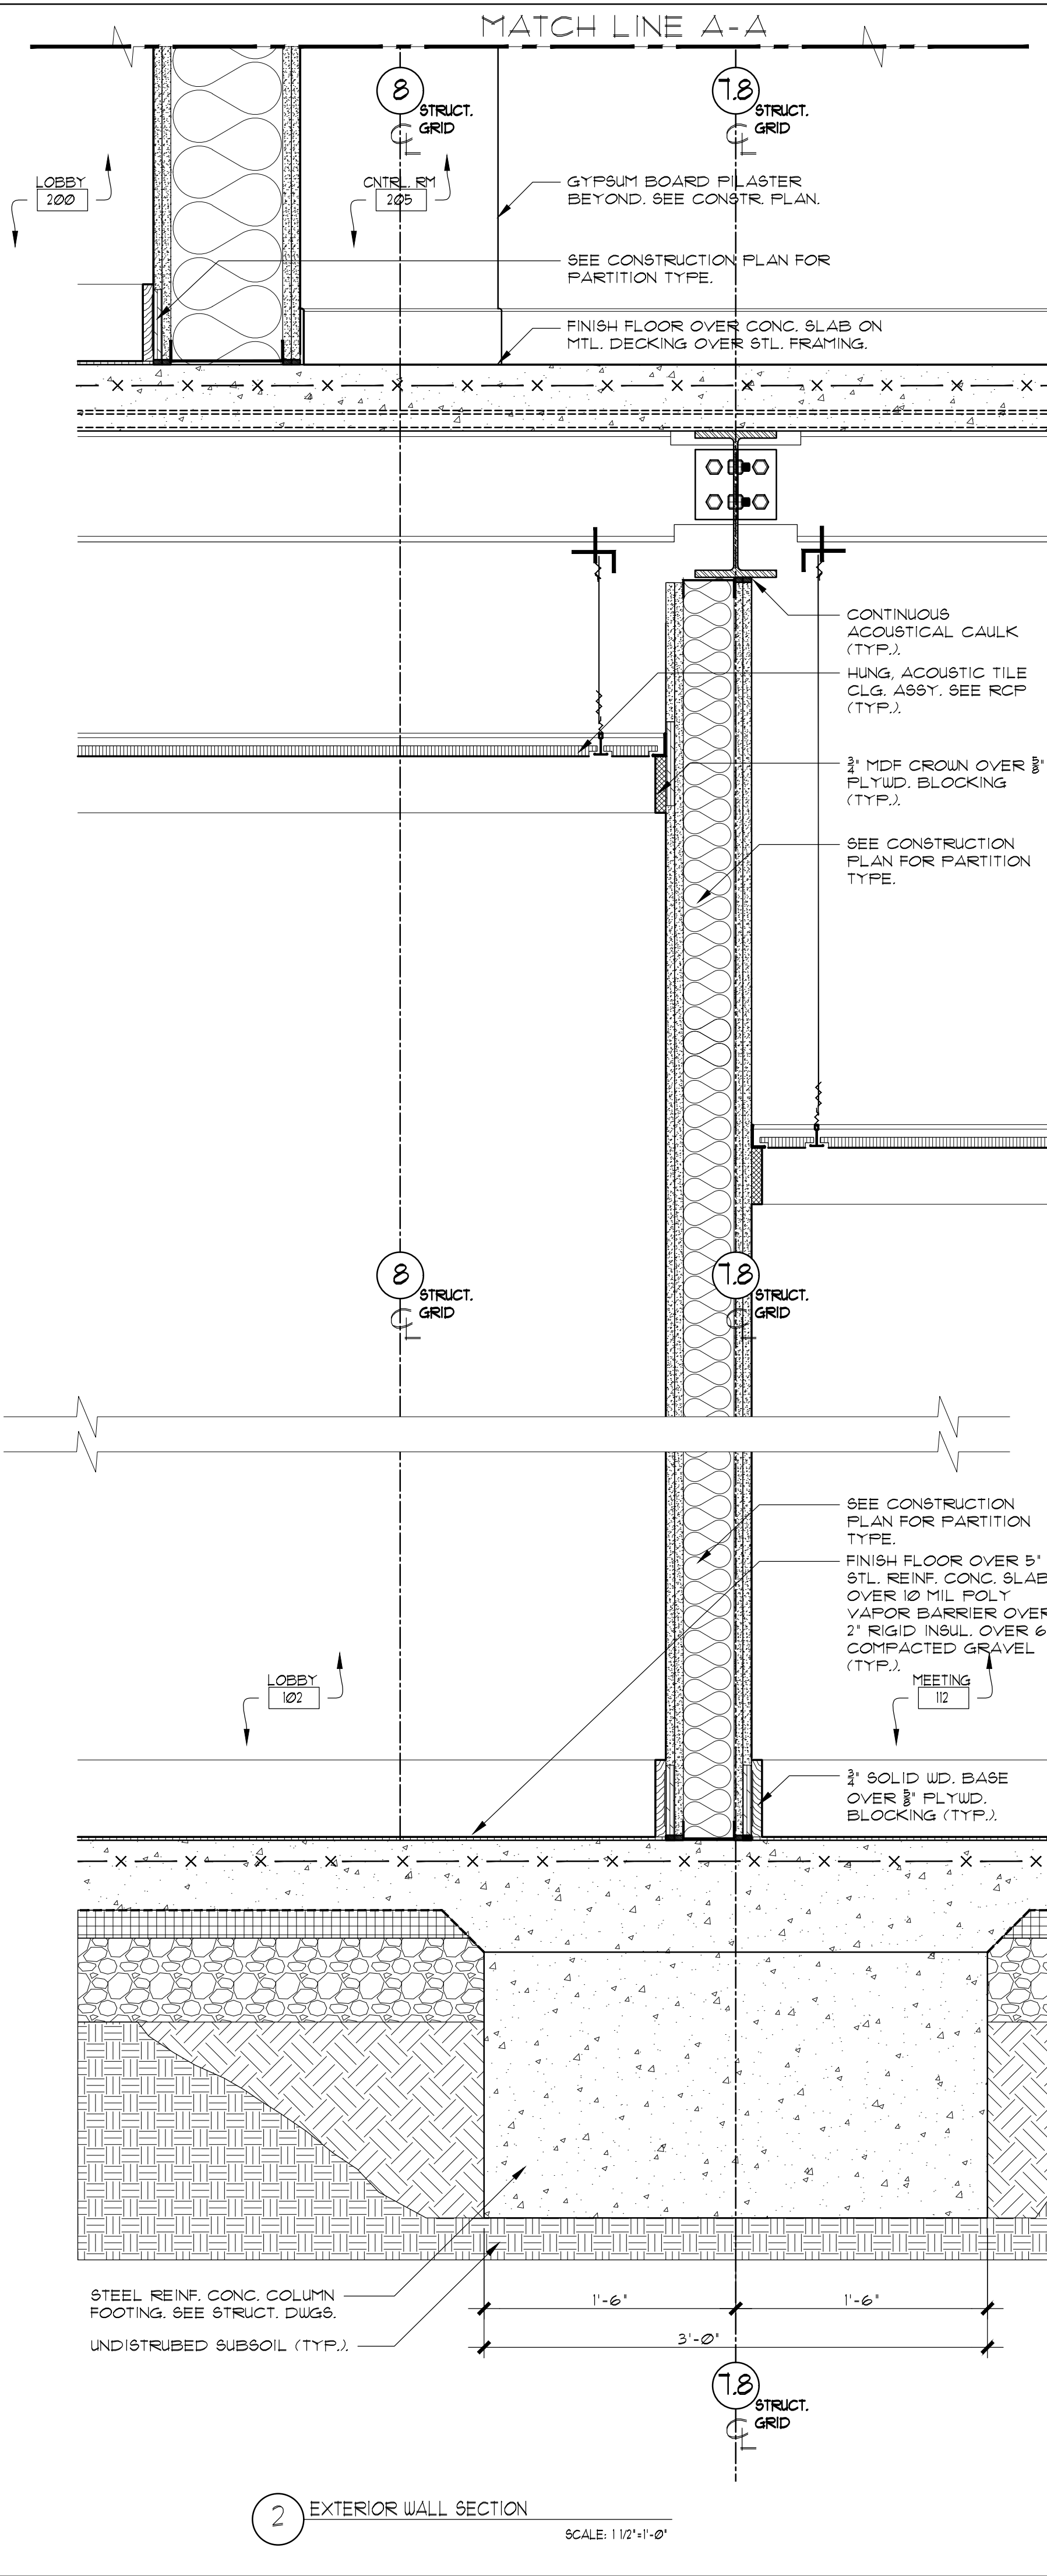 MATCH LINE A-A
8
STRUCT.
GRID
CL
7.8
STRUCT.
GRID
CL
LOBBY
200
CNTRL. RM
205
GYPSUM BOARD PILASTER
BEYOND. SEE CONSTR. PLAN.
SEE CONSTRUCTION PLAN FOR
PARTITION TYPE.
FINISH FLOOR OVER CONC. SLAB ON
MTL. DECKING OVER STL. FRAMING.
CONTINUOUS
ACOUSTICAL CAULK
(TYP.).
HUNG, ACOUSTIC TILE
CLG. ASSY. SEE RCP
(TYP.).
3/4" MDF CROWN OVER 5/8"
PLYWD. BLOCKING
(TYP.).
SEE CONSTRUCTION
PLAN FOR PARTITION
TYPE.
8
STRUCT.
GRID
CL
7.8
STRUCT.
GRID
CL
SEE CONSTRUCTION
PLAN FOR PARTITION
TYPE.
FINISH FLOOR OVER 5"
STL. REINF. CONC. SLAB
OVER 10 MIL POLY
VAPOR BARRIER OVER
2" RIGID INSUL. OVER 6
COMPACTED GRAVEL
(TYP.).
LOBBY
102
MEETING
112
3/4" SOLID WD. BASE
OVER 5/8" PLYWD.
BLOCKING (TYP.).
STEEL REINF. CONC. COLUMN
FOOTING. SEE STRUCT. DWGS.
UNDISTRUBED SUBSOIL (TYP.).
1'-6"
1'-6"
3'-0"
7.8
STRUCT.
GRID
CL
2
EXTERIOR WALL SECTION
SCALE: 1 1/2"=1'-0"